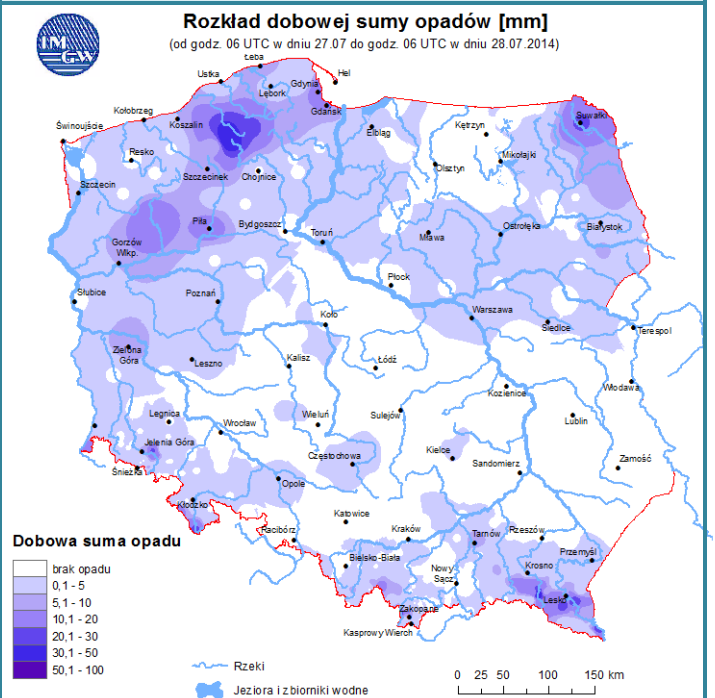 Rozkład dobowej sumy opadów [mm]
(od godz. 06 UTC w dniu 27.07 do godz. 06 UTC w dniu 28.07.2014)
IM
GW
Łeba
Ustka
Hel
Gdynia
Lębork
Kołobrzeg
Gdańsk
Koszalin
Suwałki
Świnoujście
Elbląg
Kętrzyn
Resko
Mikołajki
Olsztyn
Szczecin
Szczecinek
Chojnice
Piła
Bydgoszcz
Toruń
Mława
Ostrołęka
Białystok
Gorzów
Wlkp.
Płock
Słubice
Poznań
Koło
Warszawa
Siedlce
Terespol
Zielona
Góra
Leszno
Kalisz
Łódź
Kozienice
Włodawa
Legnica
Wrocław
Wieluń
Sulejów
Lublin
Jelenia Góra
Śnieżka
Częstochowa
Kielce
Sandomierz
Zamość
Opole
Kłodzko
Katowice
Racibórz
Kraków
Tarnów
Rzeszów
Przemyśl
Bielsko-Biała
Nowy
Sącz
Krosno
Lesko
Zakopane
Kasprowy Wierch
Dobowa suma opadu
brak opadu
0,1 - 5
5,1 - 10
10,1 - 20
20,1 - 30
30,1 - 50
50,1 - 100
Rzeki
Jeziora i zbiorniki wodne
0 25 50 100 150 km